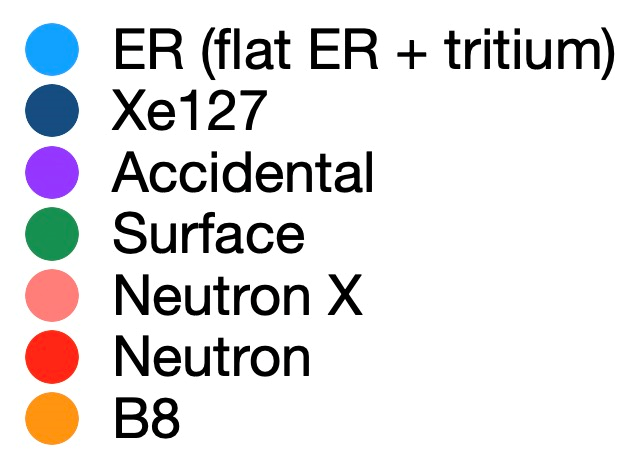 ER (flat ER + tritium)
Xe127
Accidental
Surface
Neutron X
Neutron
B8